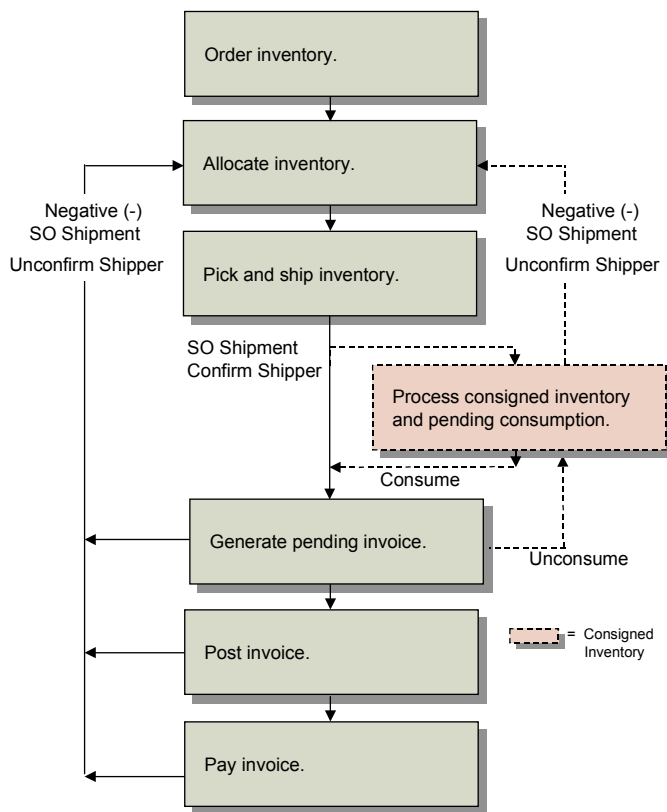 Order inventory.
Allocate inventory.
Negative (-)
SO Shipment
Unconfirm Shipper
Negative (-)
SO Shipment
Unconfirm Shipper
Pick and ship inventory.
SO Shipment
Confirm Shipper
Process consigned inventory
and pending consumption.
Consume
Generate pending invoice.
Unconsume
Post invoice.
= Consigned
Inventory
Pay invoice.